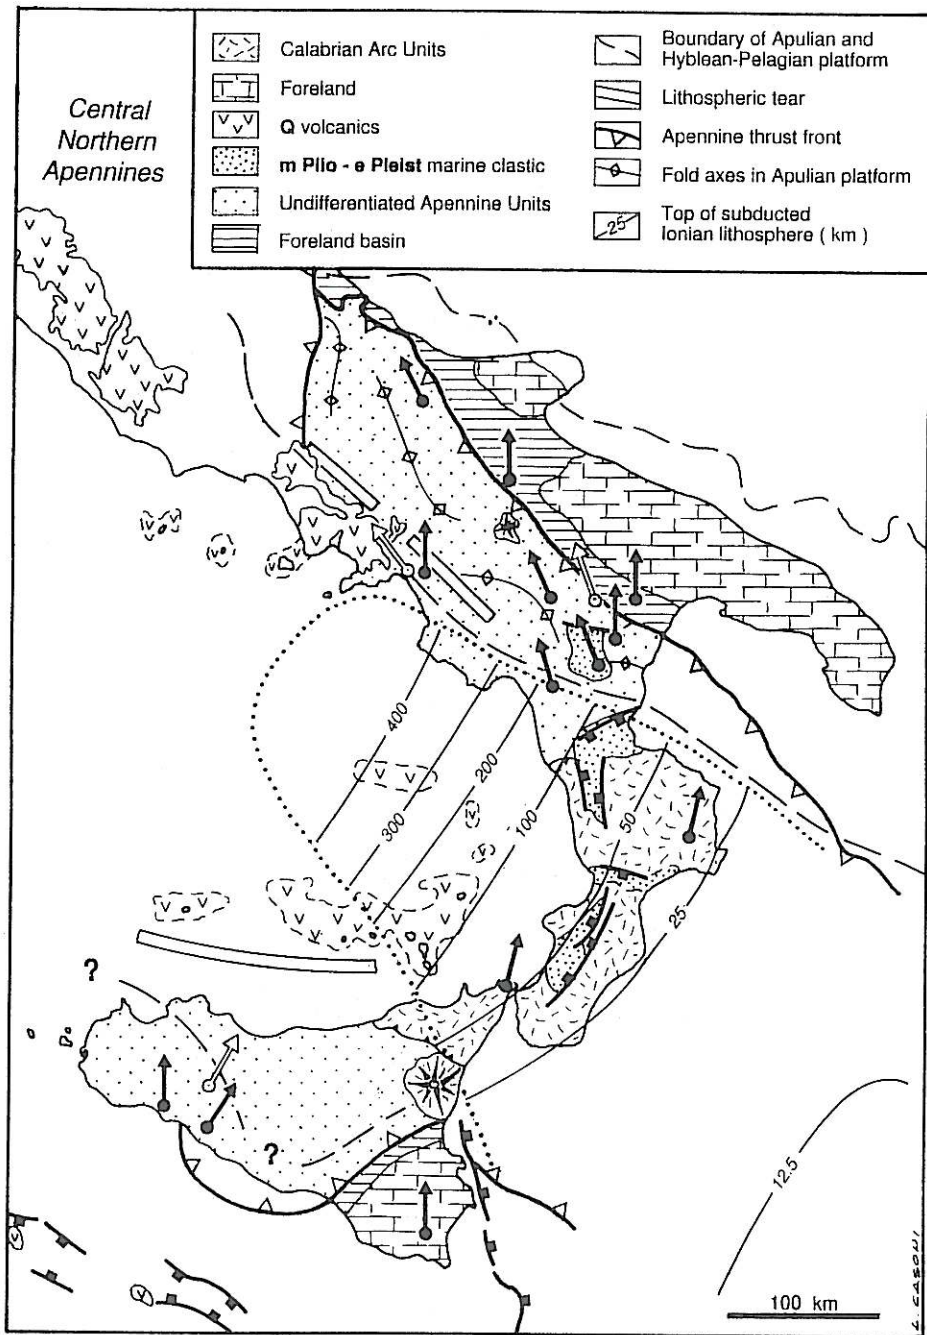 Central
Northern
Apennines
Calabrian Arc Units
Foreland
Q volcanics
m Plio - e Pleist marine clastic
Undifferentiated Apennine Units
Foreland basin
Boundary of Apulian and
Hyblean-Pelagian platform
Lithospheric tear
Apennine thrust front
Fold axes in Apulian platform
25
Top of subducted
Ionian lithosphere ( km )
400
300
200
100
50
25
?
?
12.5
100 km
L. CASONI